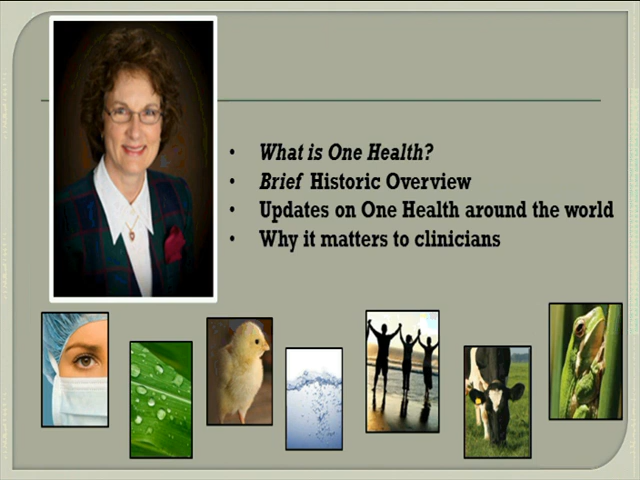 • What is One Health?
• Brief Historic Overview
• Updates on One Health around the world
• Why it matters to clinicians